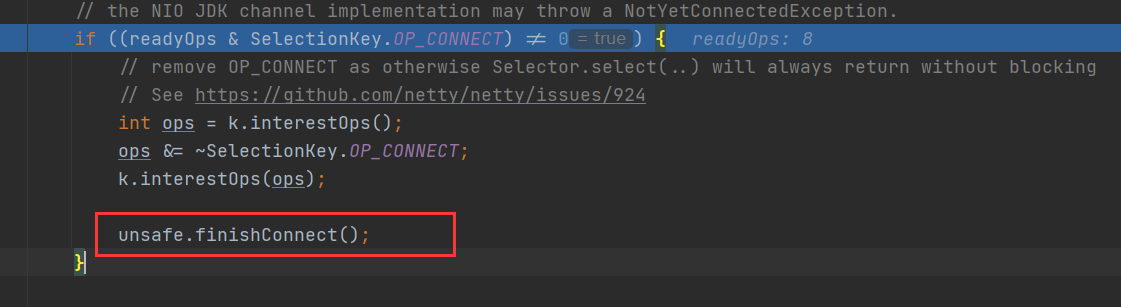 // the NIO JDK channel implementation may throw a NotYetConnectedException.
if ((readyOps & SelectionKey.OP_CONNECT) != 0 = true ) { readyOps: 8
// remove OP_CONNECT as otherwise Selector.select(..) will always return without blocking
// See https://github.com/netty/netty/issues/924
int ops = k.interestOps();
ops &= ~SelectionKey.OP_CONNECT;
k.interestOps(ops);
unsafe.finishConnect();
}